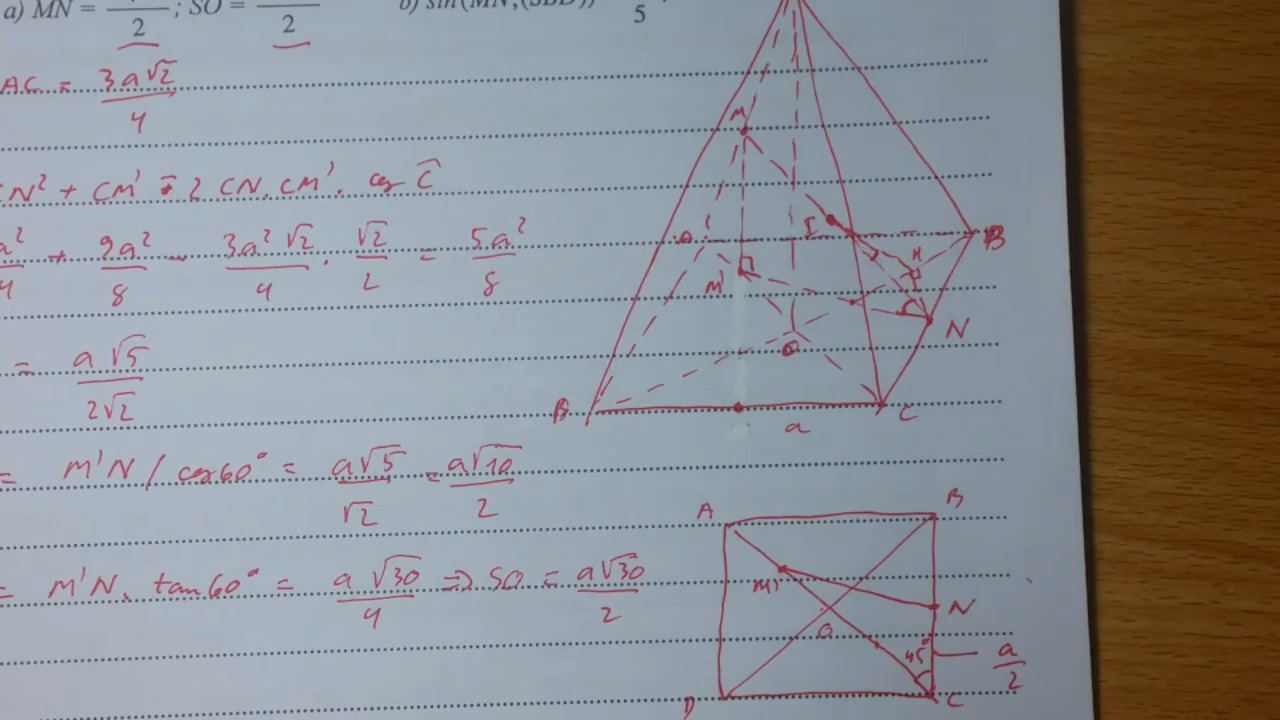 a) MN = /2 ; SO = /2 b) sin(MN,(SBD)) /5
AC = 3a√2/4
N² + CM' - 2 CN. CM'. cos Ĉ
a²/4 + 9a²/8 - 3a²√2/4 . √2/2 = 5a²/8
= a√5/2√2
= M'N / cos60° = a√5/√2 = a√10/2
= M'N. tan60° = a√30/4 ⇒ SO = a√30/2
M
I
B
H
M'
N
O
C
a
A
B
M'
N
O
45°
a/2
D
C